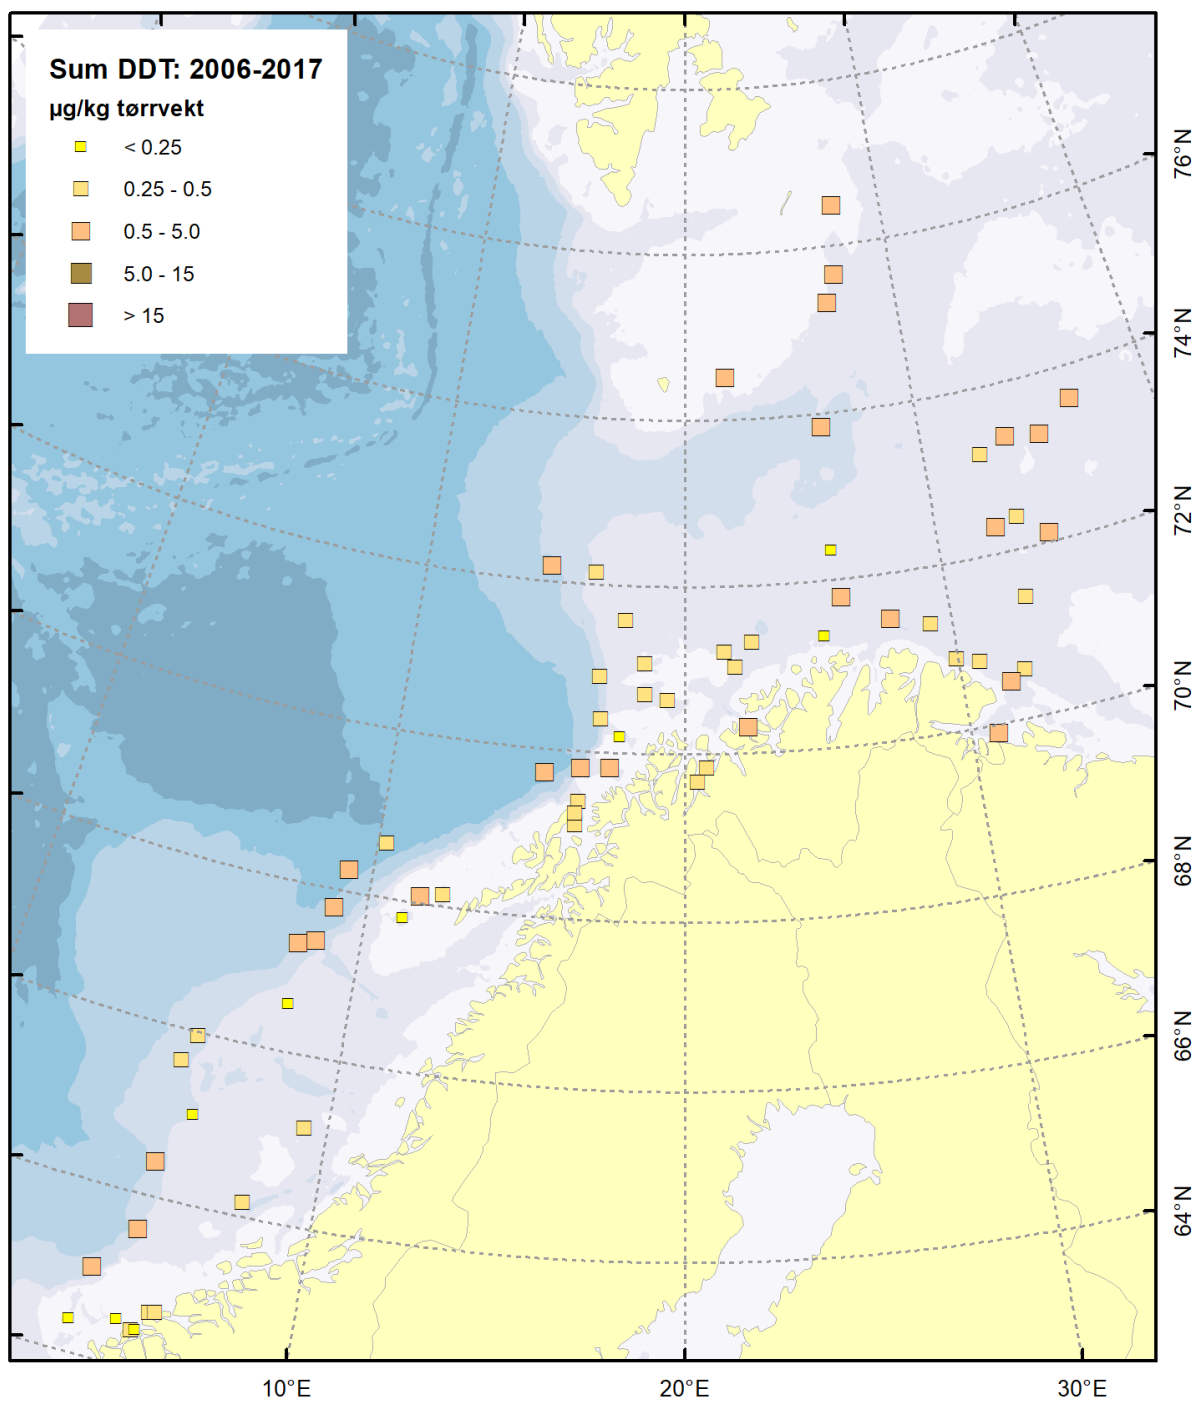 Sum DDT: 2006-2017
µg/kg tørrvekt
< 0.25
0.25 - 0.5
0.5 - 5.0
5.0 - 15
> 15
76°N
74°N
72°N
70°N
68°N
66°N
64°N
10°E
20°E
30°E